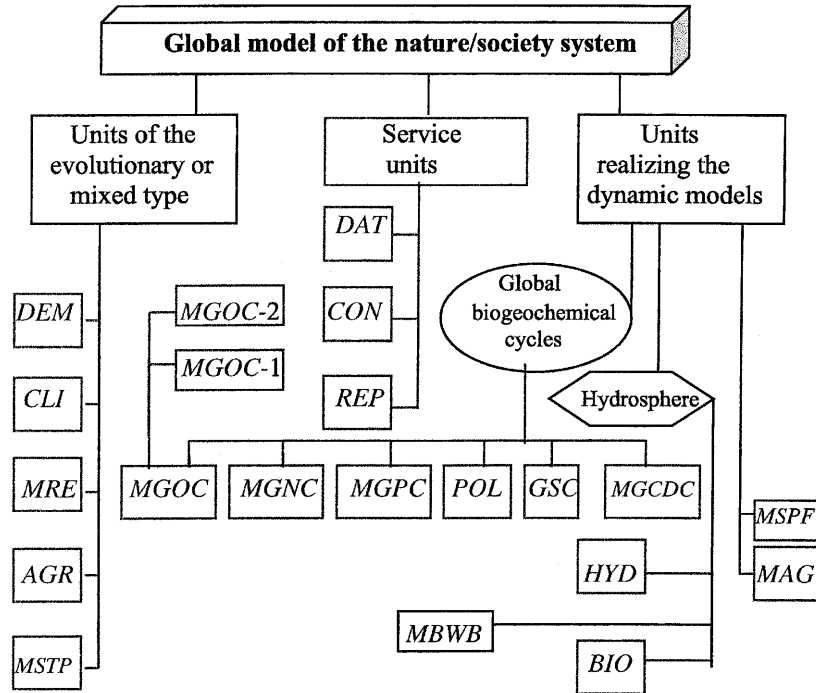 Global model of the nature/society system
Units of the
evolutionary or
mixed type
Service
units
Units
realizing the
dynamic models
DAT
CON
REP
Global
biogeochemical
cycles
Hydrosphere
DEM
CLI
MRE
AGR
MSTP
MGOC-2
MGOC-1
MGOC
MGNC
MGPC
POL
GSC
MGCDC
MSPF
MAG
HYD
MBWB
BIO